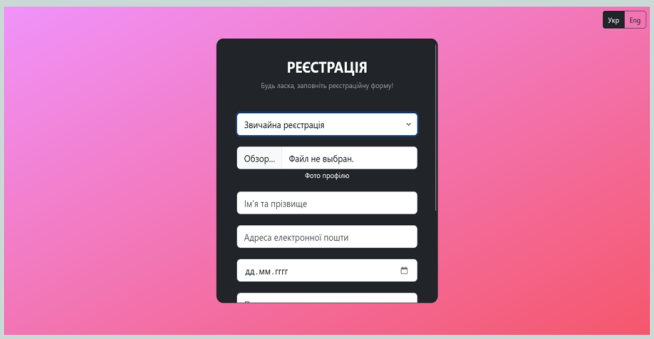 Укр Eng
РЕЄСТРАЦІЯ
Будь ласка, заповніть реєстраційну форму!
Звичайна реєстрація
Обзор... Файл не выбран.
Фото профілю
Ім'я та прізвище
Адреса електронної пошти
дд.мм.гггг